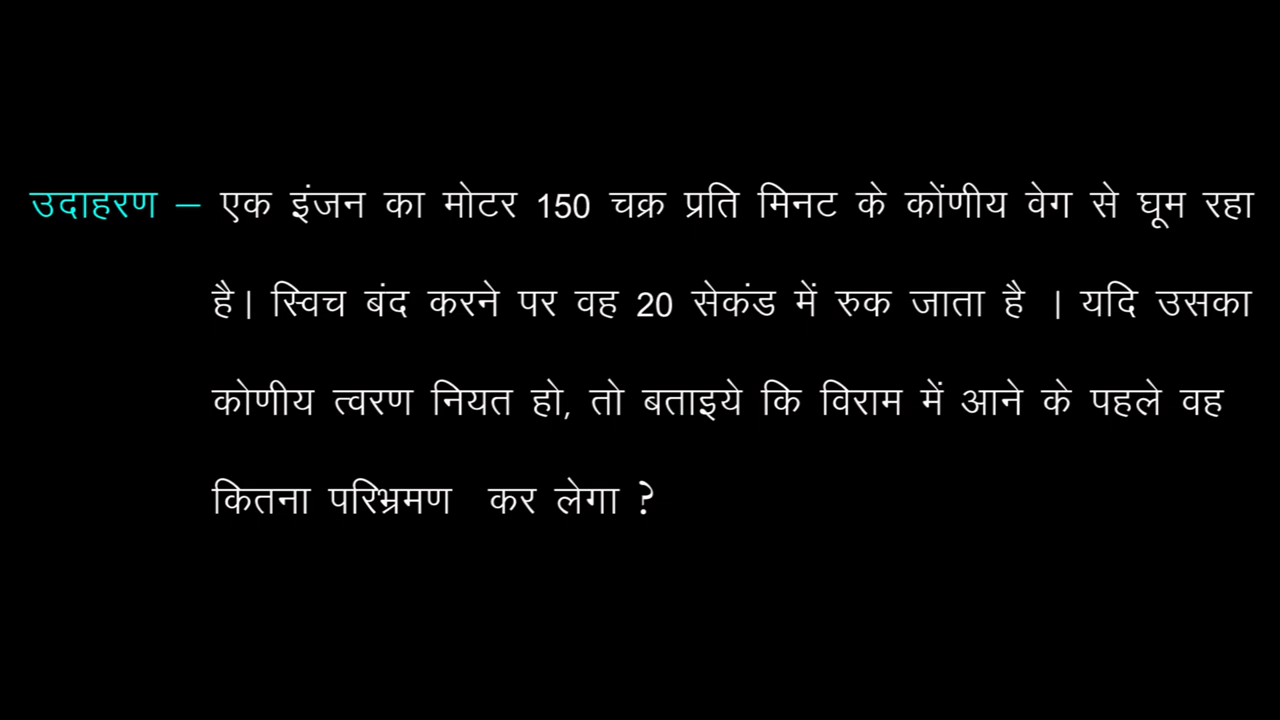 उदाहरण – एक इंजन का मोटर 150 चक्र प्रति मिनट के कोंणीय वेग से घूम रहा
है। स्विच बंद करने पर वह 20 सेकंड में रुक जाता है । यदि उसका
कोणीय त्वरण नियत हो, तो बताइये कि विराम में आने के पहले वह
कितना परिभ्रमण कर लेगा ?